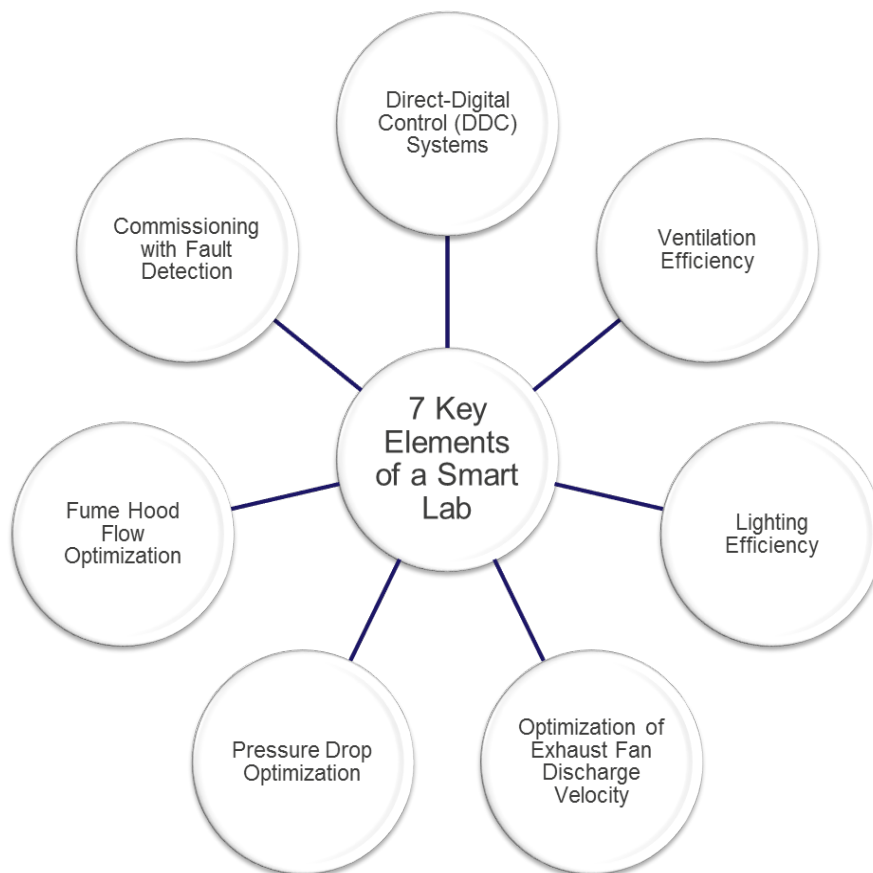 Direct-Digital
Control (DDC)
Systems
Commissioning
with Fault
Detection
Ventilation
Efficiency
7 Key
Elements
of a Smart
Lab
Fume Hood
Flow
Optimization
Lighting
Efficiency
Pressure Drop
Optimization
Optimization of
Exhaust Fan
Discharge
Velocity